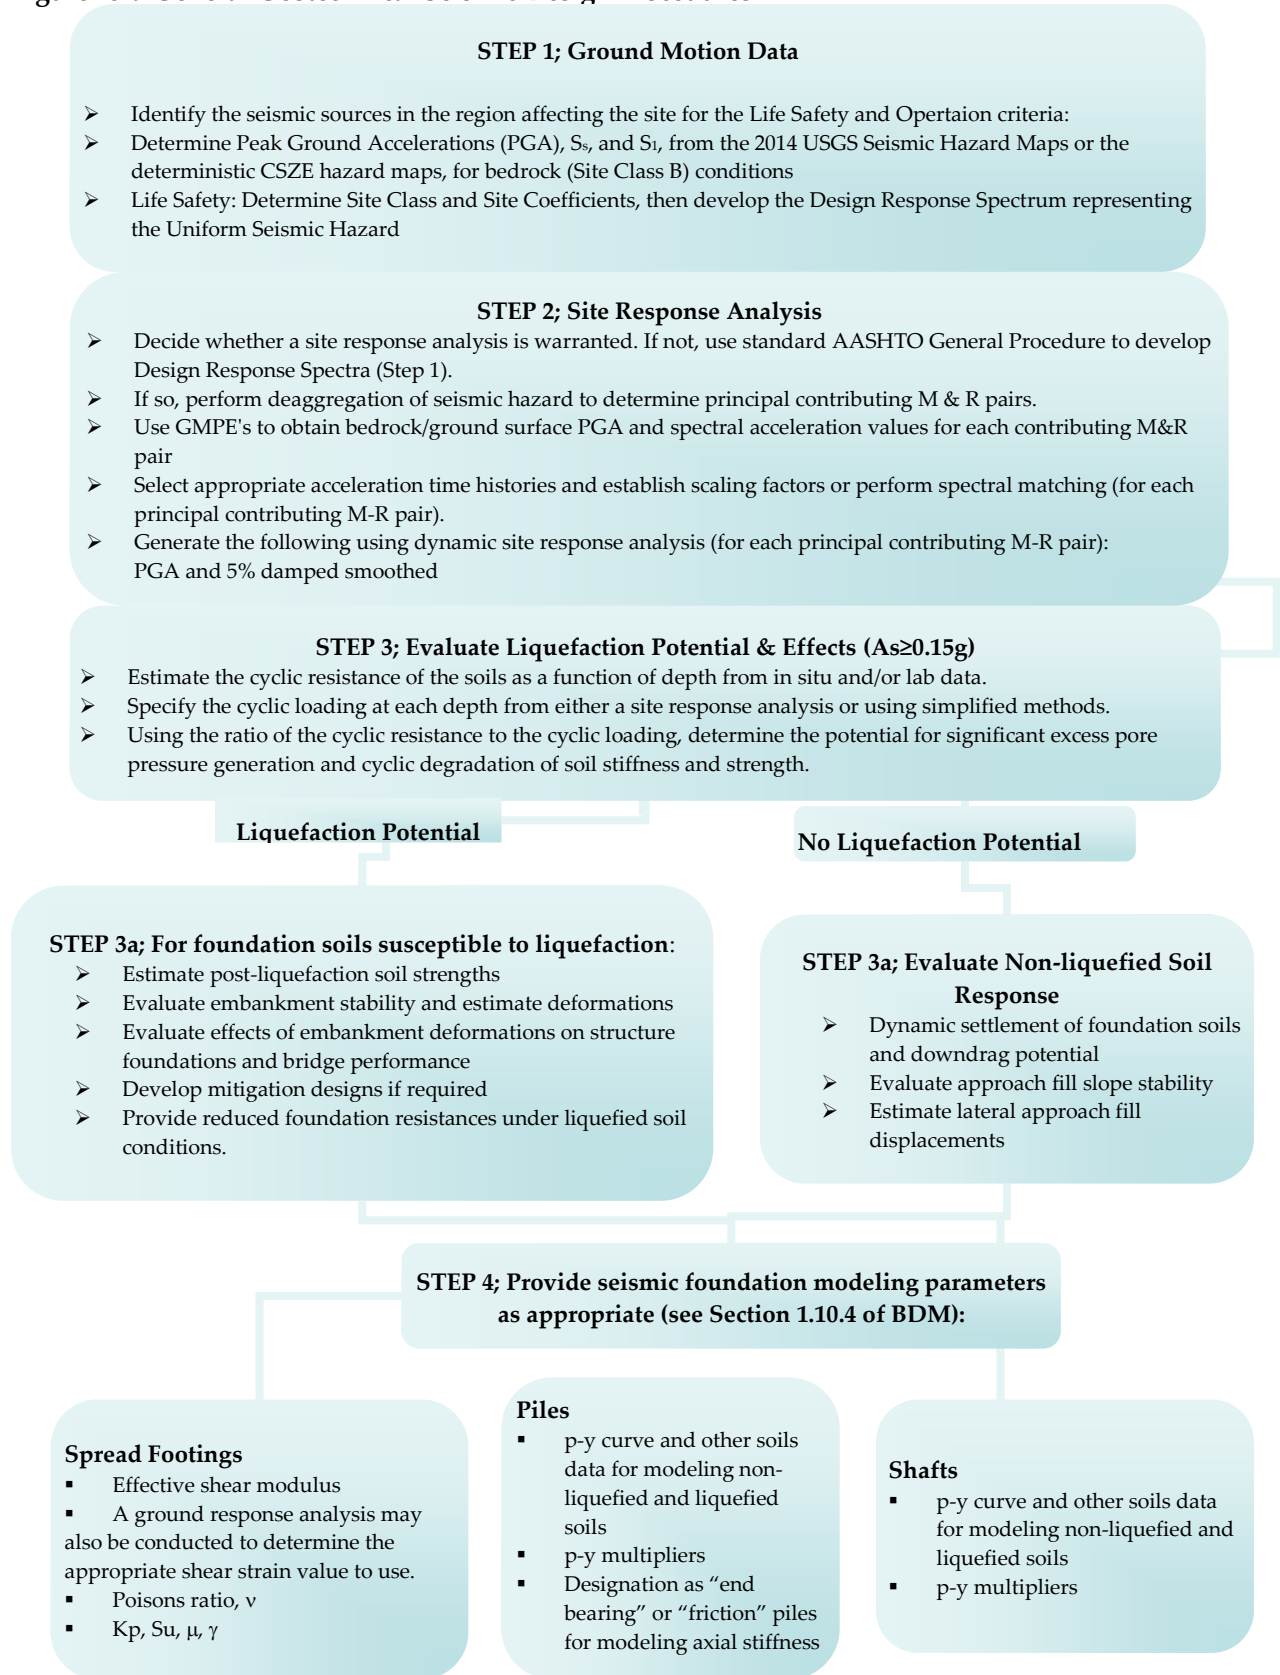 STEP 1; Ground Motion Data
➢ Identify the seismic sources in the region affecting the site for the Life Safety and Opertaion criteria:
➢ Determine Peak Ground Accelerations (PGA), Ss, and S1, from the 2014 USGS Seismic Hazard Maps or the
deterministic CSZE hazard maps, for bedrock (Site Class B) conditions
➢ Life Safety: Determine Site Class and Site Coefficients, then develop the Design Response Spectrum representing
the Uniform Seismic Hazard
STEP 2; Site Response Analysis
➢ Decide whether a site response analysis is warranted. If not, use standard AASHTO General Procedure to develop
Design Response Spectra (Step 1).
➢ If so, perform deaggregation of seismic hazard to determine principal contributing M & R pairs.
➢ Use GMPE's to obtain bedrock/ground surface PGA and spectral acceleration values for each contributing M&R
pair
➢ Select appropriate acceleration time histories and establish scaling factors or perform spectral matching (for each
principal contributing M-R pair).
➢ Generate the following using dynamic site response analysis (for each principal contributing M-R pair):
PGA and 5% damped smoothed
STEP 3; Evaluate Liquefaction Potential & Effects (As≥0.15g)
➢ Estimate the cyclic resistance of the soils as a function of depth from in situ and/or lab data.
➢ Specify the cyclic loading at each depth from either a site response analysis or using simplified methods.
➢ Using the ratio of the cyclic resistance to the cyclic loading, determine the potential for significant excess pore
pressure generation and cyclic degradation of soil stiffness and strength.
Liquefaction Potential
No Liquefaction Potential
STEP 3a; For foundation soils susceptible to liquefaction:
➢ Estimate post-liquefaction soil strengths
➢ Evaluate embankment stability and estimate deformations
➢ Evaluate effects of embankment deformations on structure
foundations and bridge performance
➢ Develop mitigation designs if required
➢ Provide reduced foundation resistances under liquefied soil
conditions.
STEP 3a; Evaluate Non-liquefied Soil
Response
➢ Dynamic settlement of foundation soils
and downdrag potential
➢ Evaluate approach fill slope stability
➢ Estimate lateral approach fill
displacements
STEP 4; Provide seismic foundation modeling parameters
as appropriate (see Section 1.10.4 of BDM):
Spread Footings
▪ Effective shear modulus
▪ A ground response analysis may
also be conducted to determine the
appropriate shear strain value to use.
▪ Poisons ratio, ν
▪ Kp, Su, μ, γ
Piles
▪ p-y curve and other soils
data for modeling non-
liquefied and liquefied
soils
▪ p-y multipliers
▪ Designation as “end
bearing” or “friction” piles
for modeling axial stiffness
Shafts
▪ p-y curve and other soils data
for modeling non-liquefied and
liquefied soils
▪ p-y multipliers